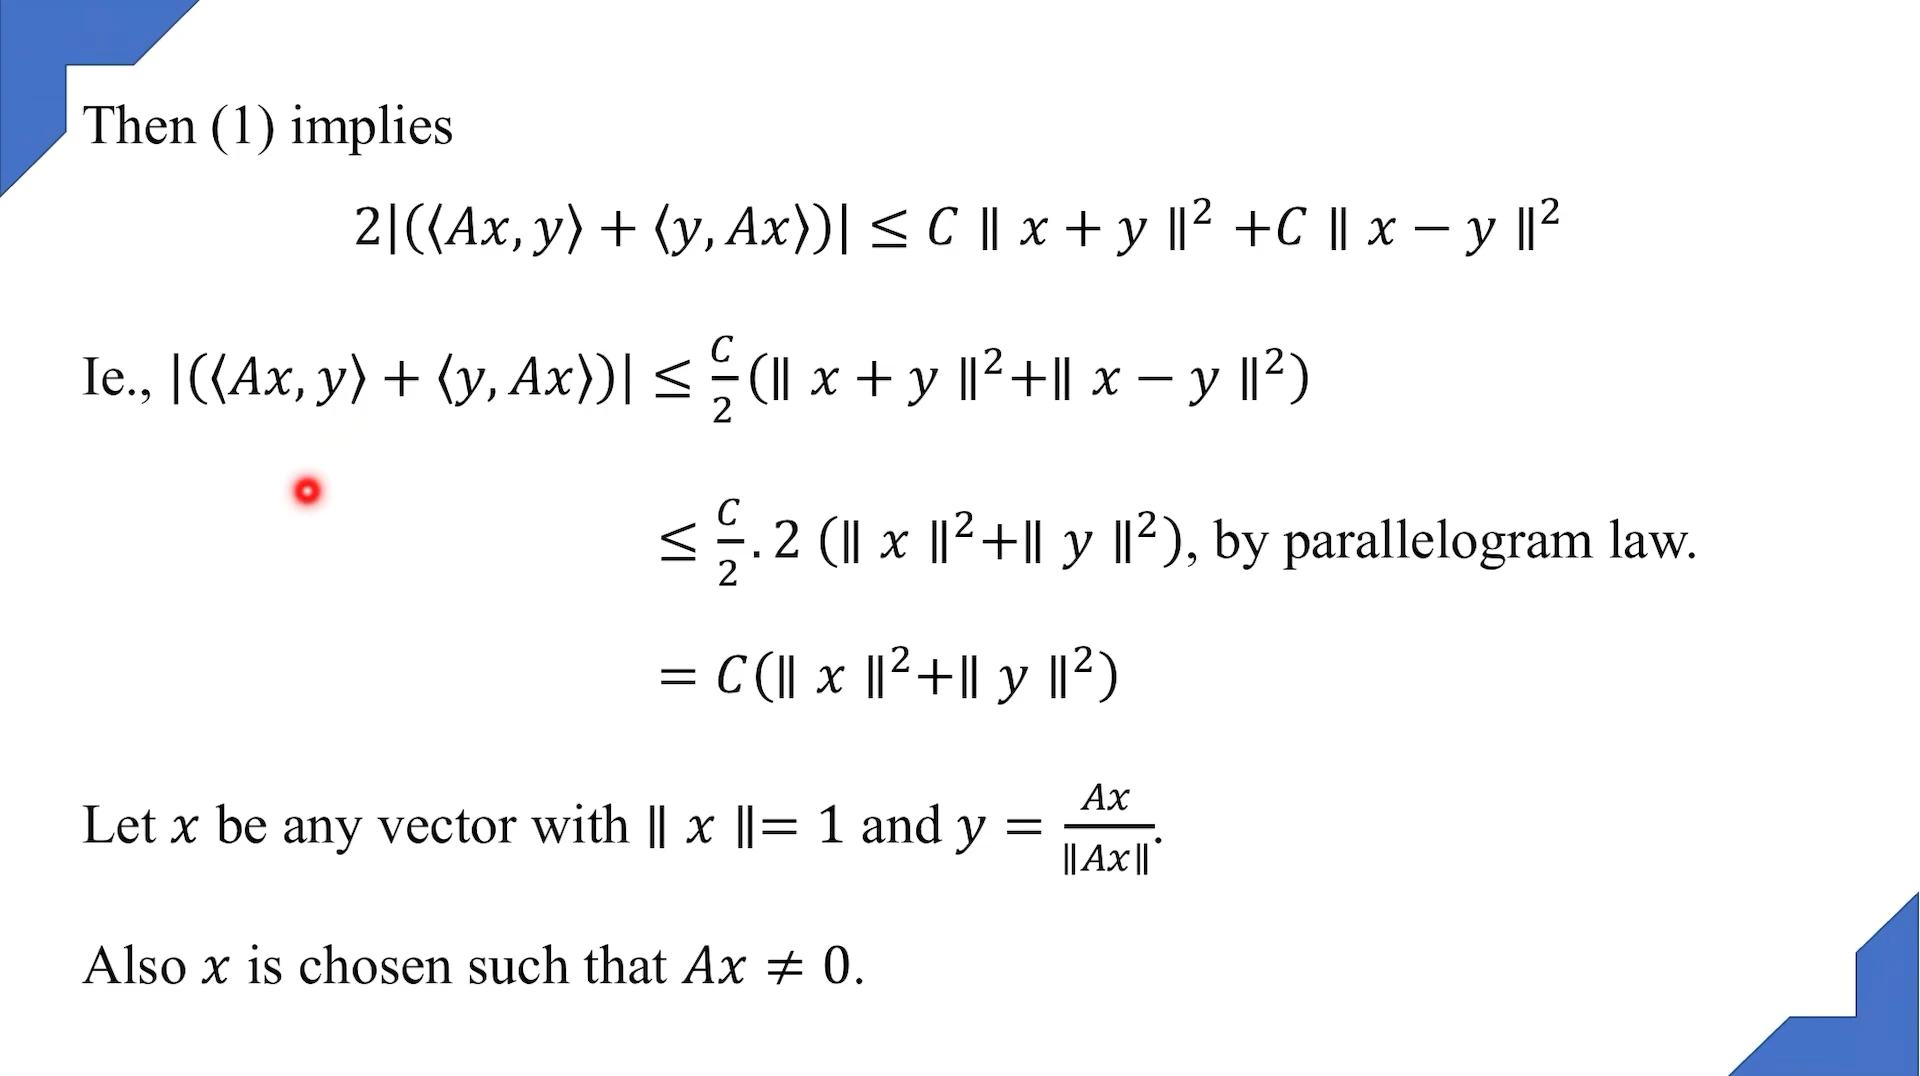 Then (1) implies
2|(⟨Ax, y⟩ + ⟨y, Ax⟩)| ≤ C ∥ x + y ∥² +C ∥ x − y ∥²
Ie., |(⟨Ax, y⟩ + ⟨y, Ax⟩)| ≤ C/2 (∥ x + y ∥²+∥ x − y ∥²)
≤ C/2 . 2 (∥ x ∥²+∥ y ∥²), by parallelogram law.
= C(∥ x ∥²+∥ y ∥²)
Let x be any vector with ∥ x ∥= 1 and y = Ax/∥Ax∥.
Also x is chosen such that Ax ≠ 0.